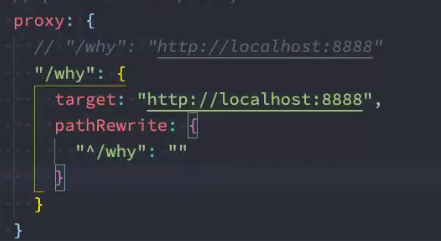 proxy: {
// "/why": "http://localhost:8888"
"/why": {
target: "http://localhost:8888",
pathRewrite: {
"^/why": ""
}
}
}